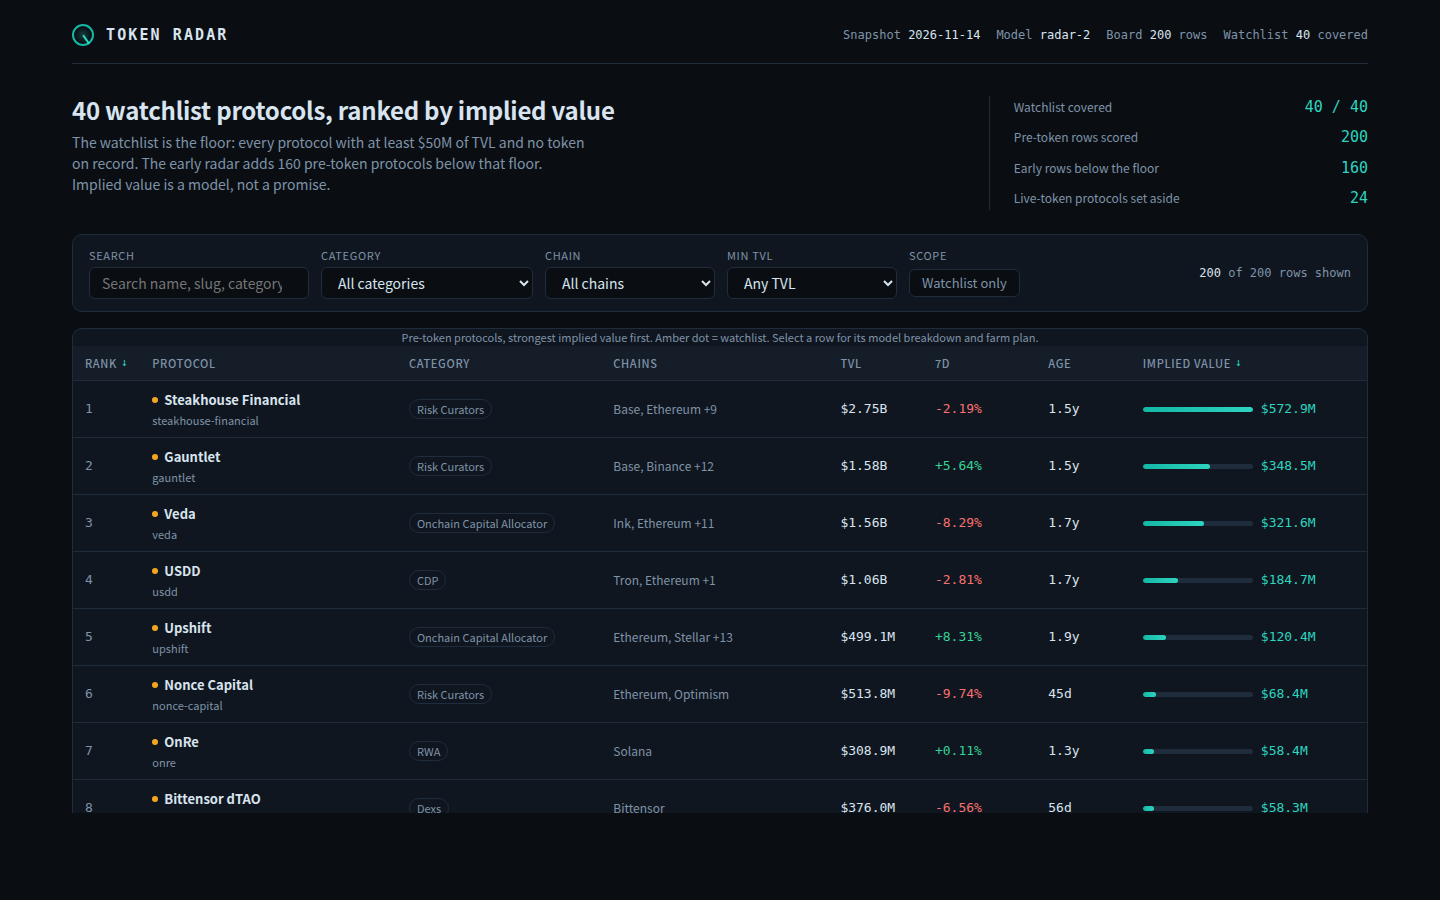 TOKEN RADAR
Snapshot 2026-11-14 Model radar-2 Board 200 rows Watchlist 40 covered
40 watchlist protocols, ranked by implied value
The watchlist is the floor: every protocol with at least $50M of TVL and no token
on record. The early radar adds 160 pre-token protocols below that floor.
Implied value is a model, not a promise.
Watchlist covered 40 / 40
Pre-token rows scored 200
Early rows below the floor 160
Live-token protocols set aside 24
SEARCH CATEGORY CHAIN MIN TVL SCOPE
Search name, slug, category All categories All chains Any TVL Watchlist only 200 of 200 rows shown
Pre-token protocols, strongest implied value first. Amber dot = watchlist. Select a row for its model breakdown and farm plan.
RANK ↓ PROTOCOL CATEGORY CHAINS TVL 7D AGE IMPLIED VALUE ↓
1 Steakhouse Financial Risk Curators Base, Ethereum +9 $2.75B -2.19% 1.5y $572.9M
steakhouse-financial
2 Gauntlet Risk Curators Base, Binance +12 $1.58B +5.64% 1.5y $348.5M
gauntlet
3 Veda Onchain Capital Allocator Ink, Ethereum +11 $1.56B -8.29% 1.7y $321.6M
veda
4 USDD CDP Tron, Ethereum +1 $1.06B -2.81% 1.7y $184.7M
usdd
5 Upshift Onchain Capital Allocator Ethereum, Stellar +13 $499.1M +8.31% 1.9y $120.4M
upshift
6 Nonce Capital Risk Curators Ethereum, Optimism $513.8M -9.74% 45d $68.4M
nonce-capital
7 OnRe RWA Solana $308.9M +0.11% 1.3y $58.4M
onre
8 Bittensor dTAO Dexs Bittensor $376.0M -6.56% 56d $58.3M